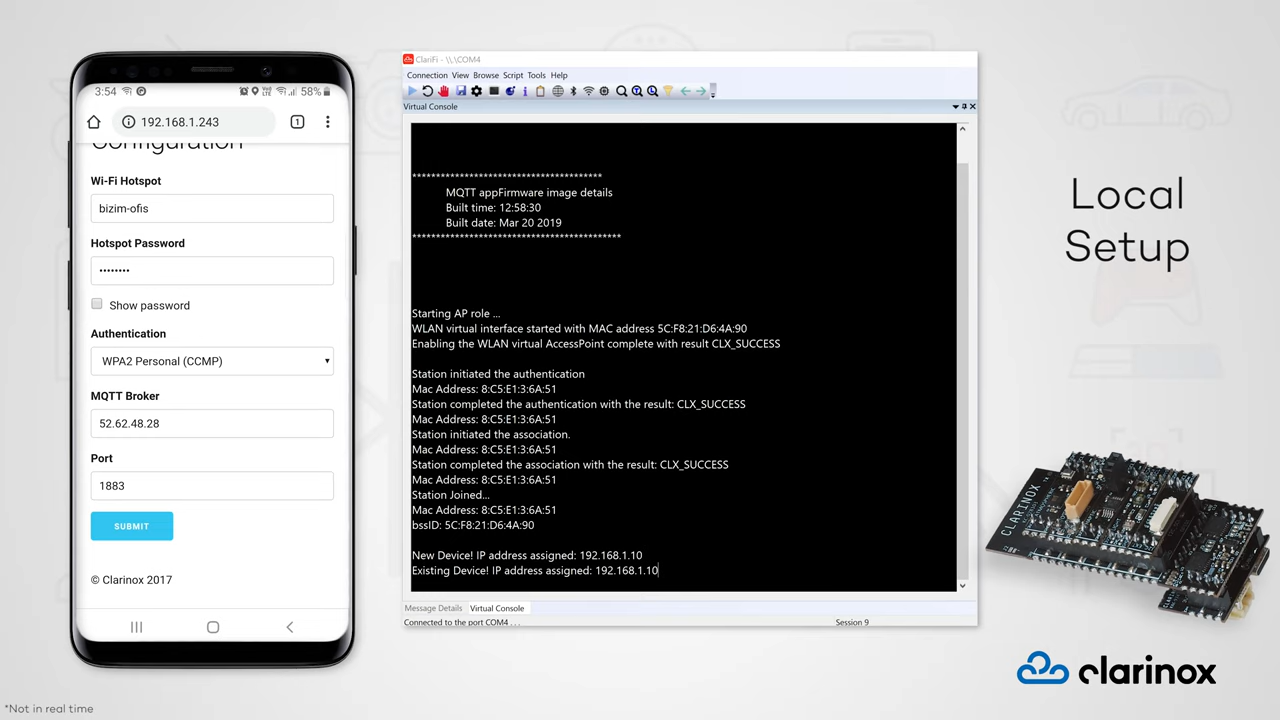 3:54
58%
192.168.1.243
1
Configuration
Wi-Fi Hotspot
bizim-ofis
Hotspot Password
••••••••
Show password
Authentication
WPA2 Personal (CCMP)
MQTT Broker
52.62.48.28
Port
1883
SUBMIT
© Clarinox 2017
ClariFi - \\.\COM4
Connection View Browse Script Tools Help
Virtual Console
******************************************
MQTT appFirmware image details
Built time: 12:58:30
Built date: Mar 20 2019
**********************************************
Starting AP role ...
WLAN virtual interface started with MAC address 5C:F8:21:D6:4A:90
Enabling the WLAN virtual AccessPoint complete with result CLX_SUCCESS
Station initiated the authentication
Mac Address: 8:C5:E1:3:6A:51
Station completed the authentication with the result: CLX_SUCCESS
Mac Address: 8:C5:E1:3:6A:51
Station initiated the association.
Mac Address: 8:C5:E1:3:6A:51
Station completed the association with the result: CLX_SUCCESS
Mac Address: 8:C5:E1:3:6A:51
Station Joined...
Mac Address: 8:C5:E1:3:6A:51
bssID: 5C:F8:21:D6:4A:90
New Device! IP address assigned: 192.168.1.10
Existing Device! IP address assigned: 192.168.1.10
Message Details Virtual Console
Connected to the port COM4 . . .
Session 9
Local
Setup
CLARINOX
clarinox
*Not in real time